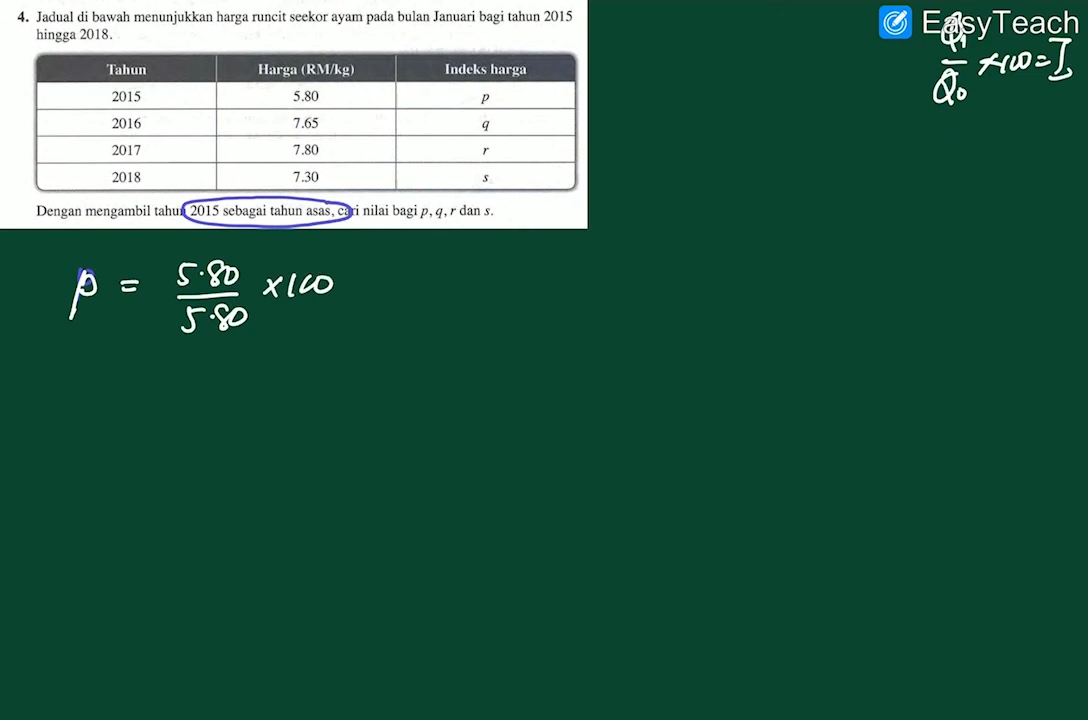 4. Jadual di bawah menunjukkan harga runcit seekor ayam pada bulan Januari bagi tahun 2015
hingga 2018.
Tahun Harga (RM/kg) Indeks harga
2015 5.80 p
2016 7.65 q
2017 7.80 r
2018 7.30 s
Dengan mengambil tahun 2015 sebagai tahun asas, cari nilai bagi p, q, r dan s.
EasyTeach
Q₁/Q₀ ×100 = I
p = 5.80/5.80 ×100